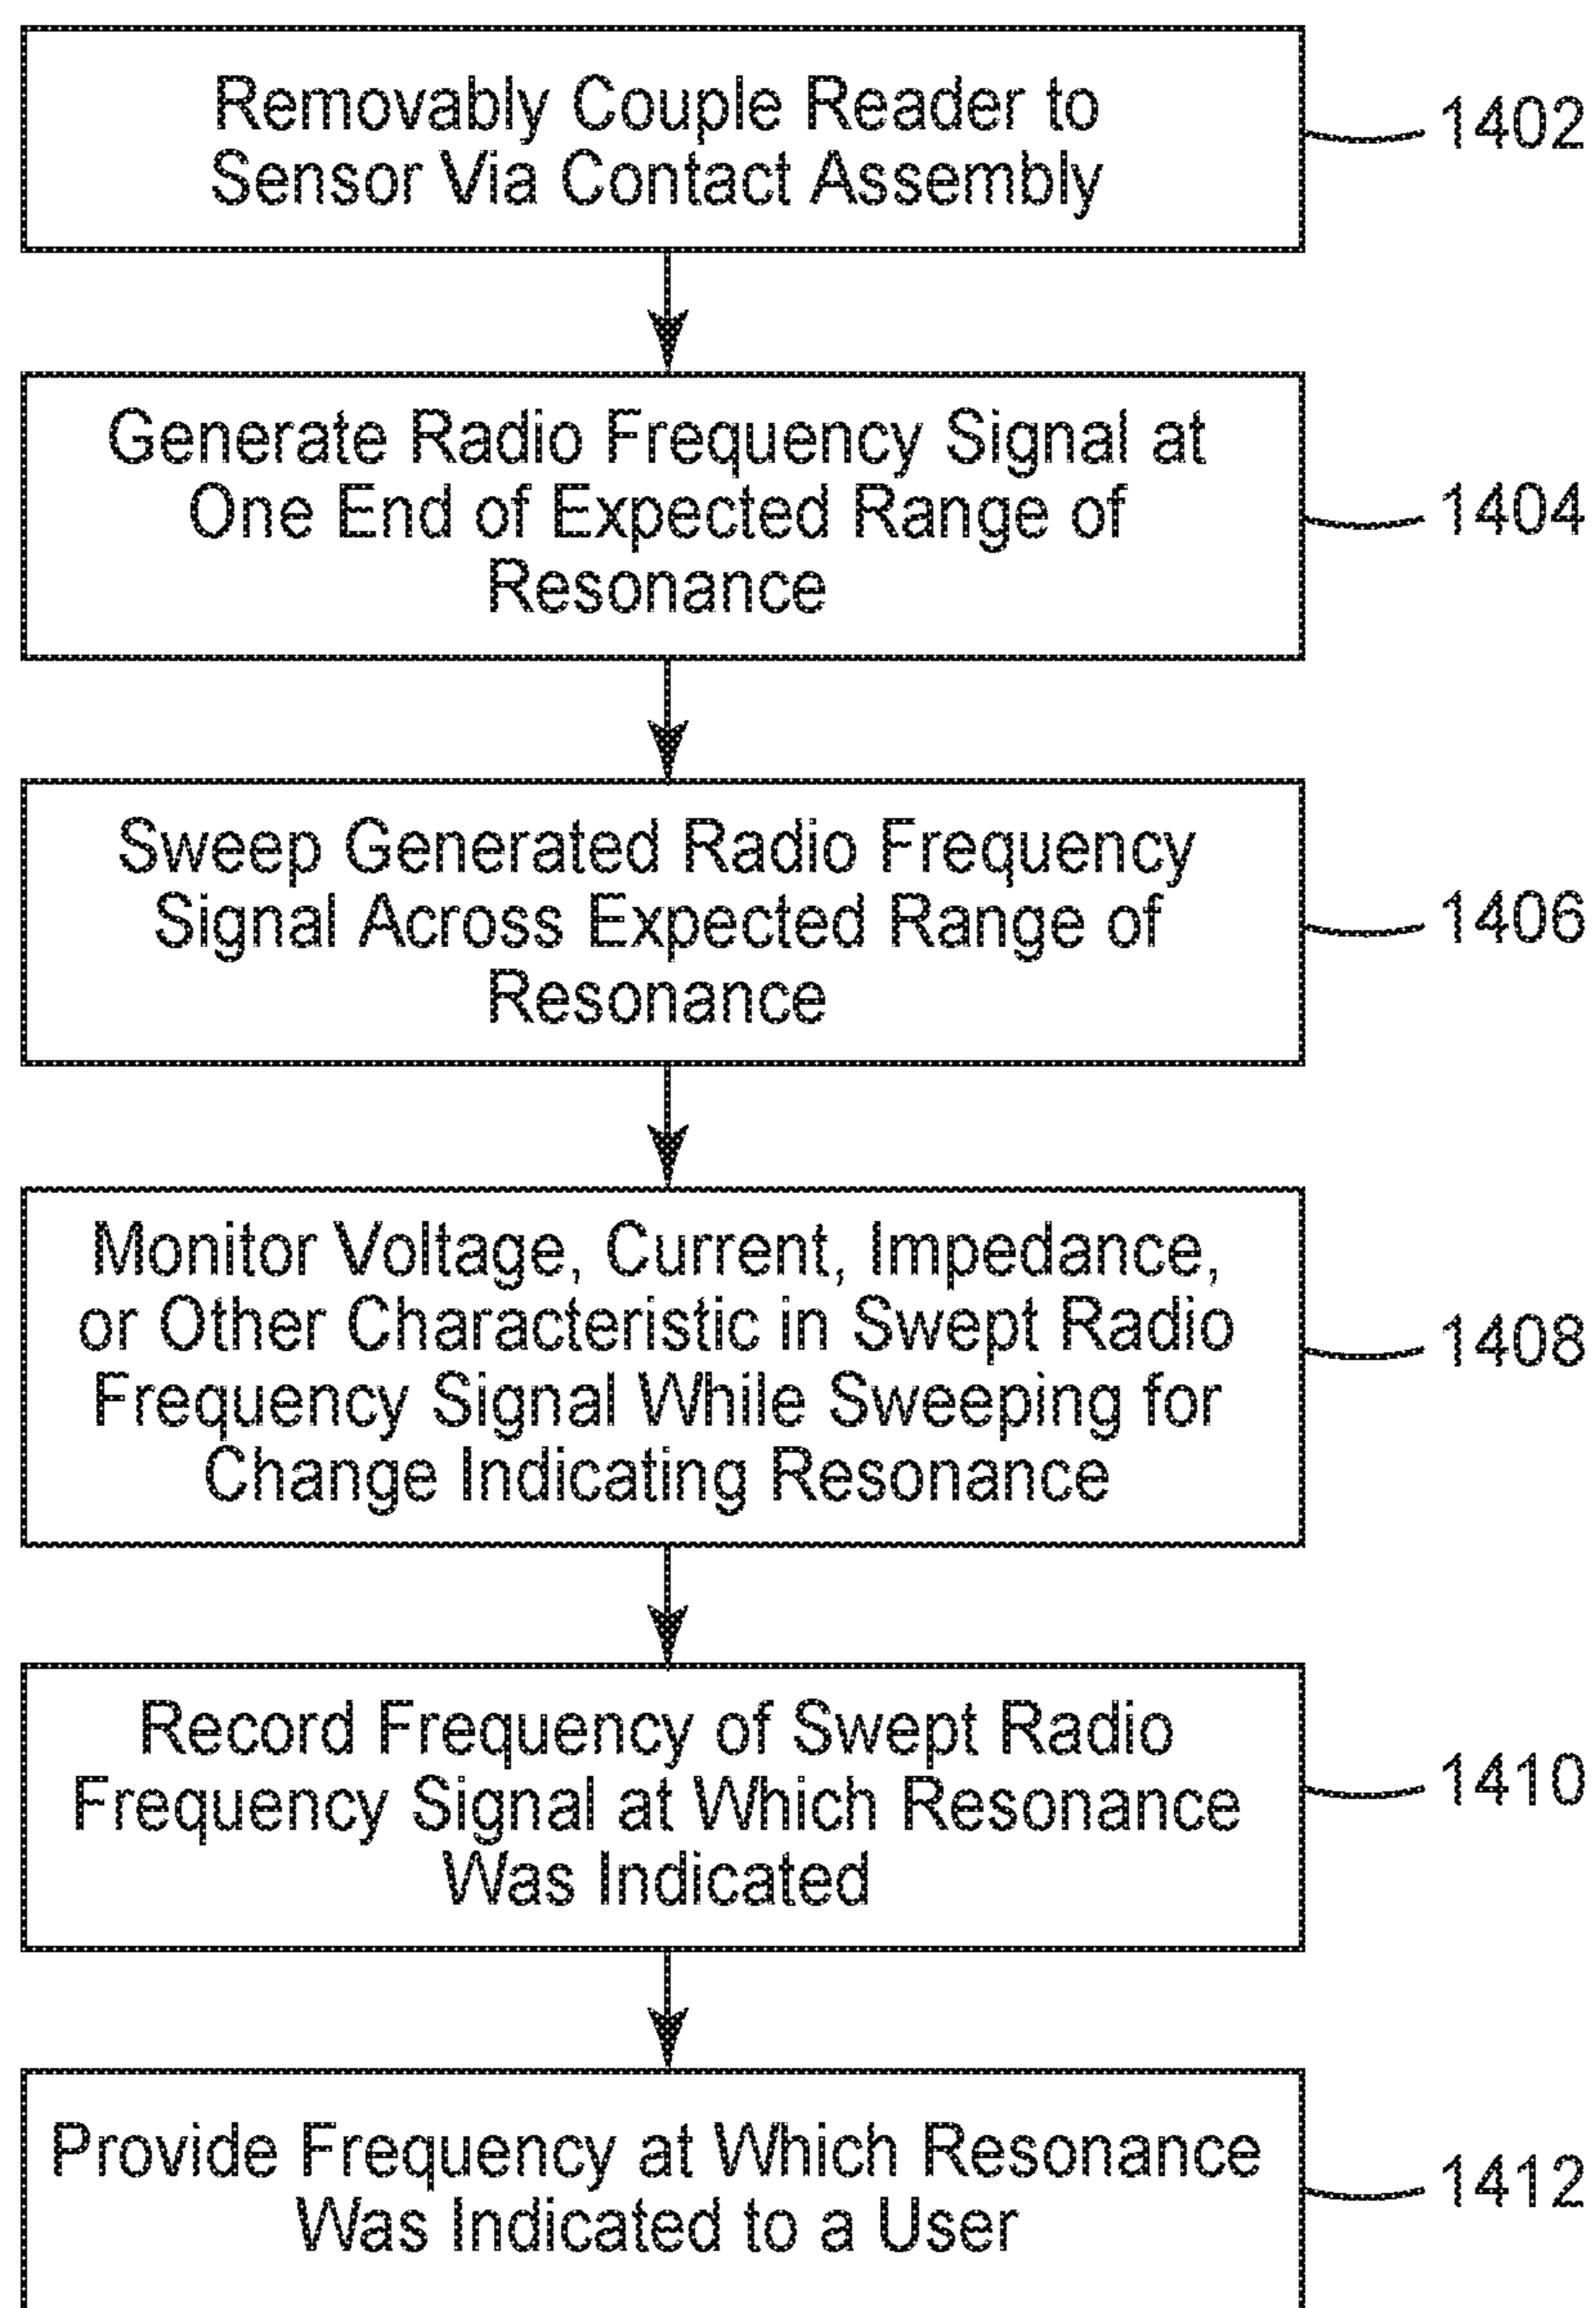 Removably Couple Reader to
Sensor Via Contact Assembly
1402
Generate Radio Frequency Signal at
One End of Expected Range of
Resonance
1404
Sweep Generated Radio Frequency
Signal Across Expected Range of
Resonance
1406
Monitor Voltage, Current, Impedance,
or Other Characteristic in Swept Radio
Frequency Signal While Sweeping for
Change Indicating Resonance
1408
Record Frequency of Swept Radio
Frequency Signal at Which Resonance
Was Indicated
1410
Provide Frequency at Which Resonance
Was Indicated to a User
1412